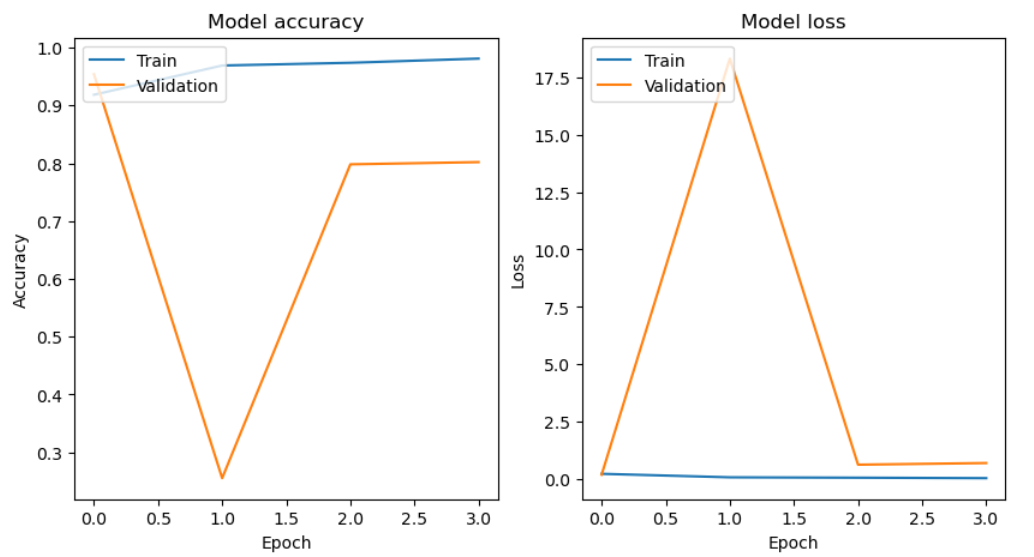 Model accuracy
Train
Validation
1.0
0.9
0.8
0.7
0.6
0.5
0.4
0.3
Accuracy
0.0 0.5 1.0 1.5 2.0 2.5 3.0
Epoch
Model loss
Train
Validation
17.5
15.0
12.5
10.0
7.5
5.0
2.5
0.0
Loss
0.0 0.5 1.0 1.5 2.0 2.5 3.0
Epoch